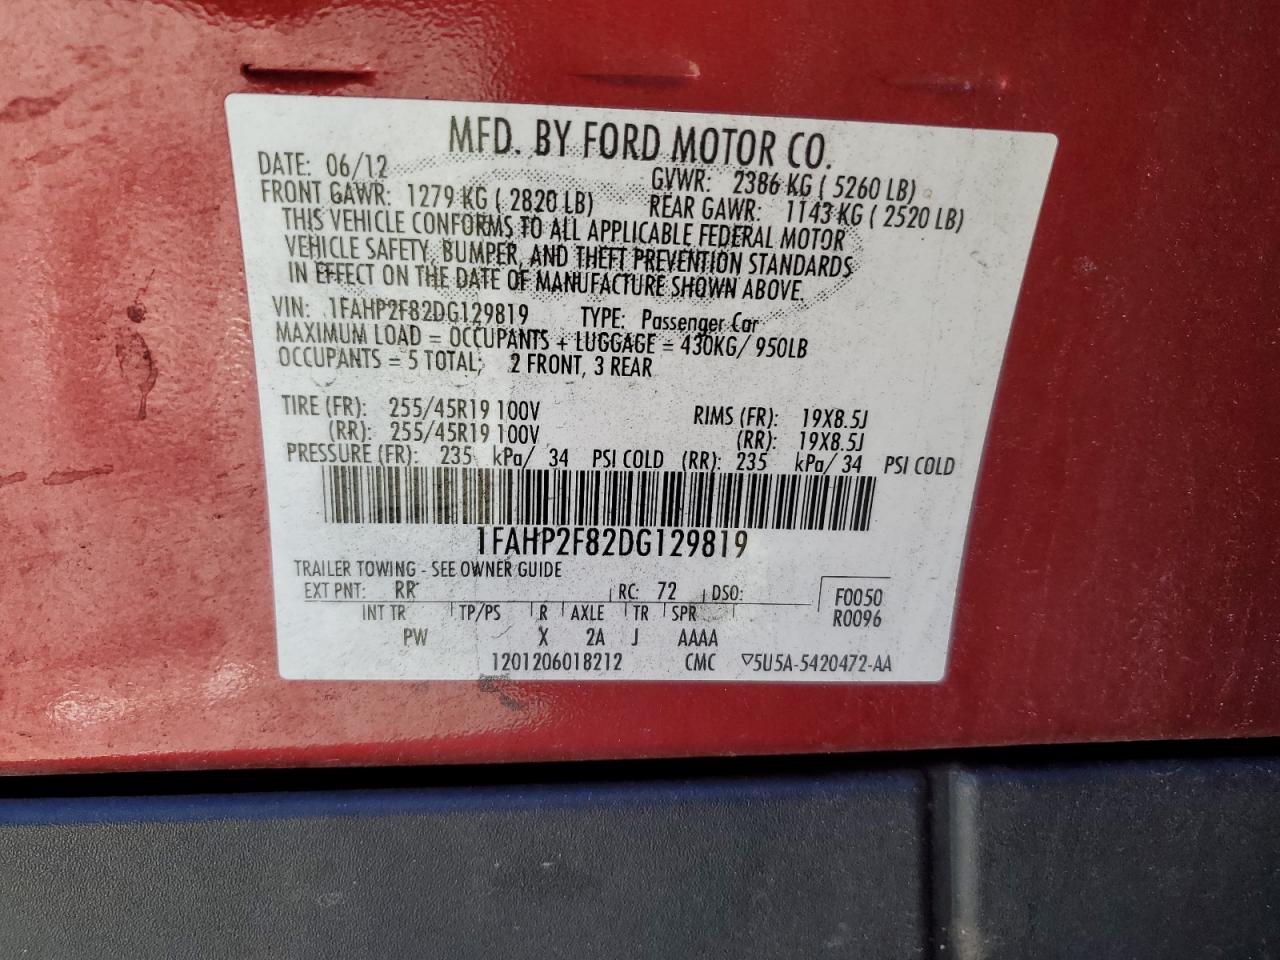 MFD. BY FORD MOTOR CO.
DATE: 06/12 GVWR: 2386 KG ( 5260 LB)
FRONT GAWR: 1279 KG ( 2820 LB) REAR GAWR: 1143 KG ( 2520 LB)
THIS VEHICLE CONFORMS TO ALL APPLICABLE FEDERAL MOTOR
VEHICLE SAFETY, BUMPER, AND THEFT PREVENTION STANDARDS
IN EFFECT ON THE DATE OF MANUFACTURE SHOWN ABOVE.
VIN: 1FAHP2F82DG129819 TYPE: Passenger Car
MAXIMUM LOAD = OCCUPANTS + LUGGAGE = 430KG/ 950LB
OCCUPANTS = 5 TOTAL; 2 FRONT, 3 REAR
TIRE (FR): 255/45R19 100V RIMS (FR): 19X8.5J
(RR): 255/45R19 100V (RR): 19X8.5J
PRESSURE (FR): 235 kPa/ 34 PSI COLD (RR): 235 kPa/ 34 PSI COLD
1FAHP2F82DG129819
TRAILER TOWING - SEE OWNER GUIDE
EXT PNT: RR RC: 72 DSO: F0050
INT TR TP/PS R AXLE TR SPR R0096
PW X 2A J AAAA
1201206018212 CMC ▽5U5A-5420472-AA